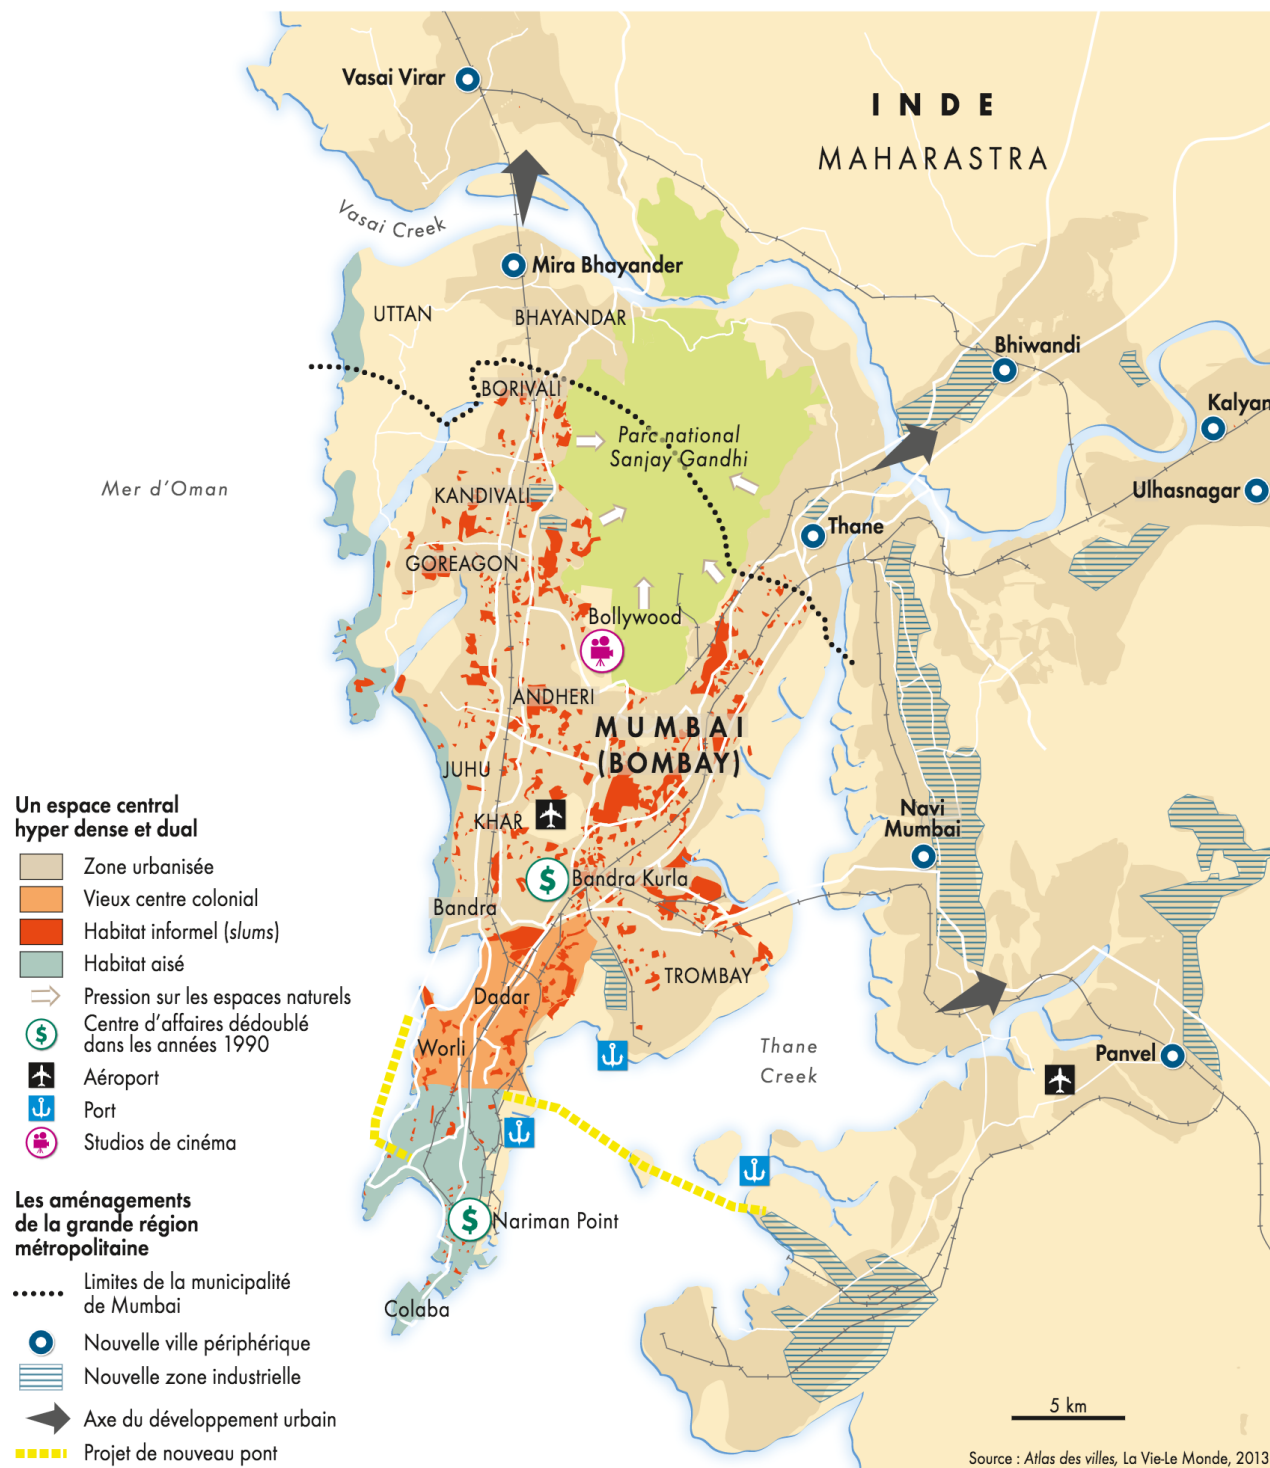 Vasai Virar
INDE
MAHARASTRA
Vasai Creek
Mira Bhayander
UTTAN
BHAYANDAR
Bhiwandi
BORIVALI
Kalyan
Parc national
Sanjay Gandhi
Mer d'Oman
KANDIVALI
Ulhasnagar
Thane
GOREAGON
Bollywood
ANDHERI
MUMBAI
(BOMBAY)
JUHU
KHAR
Navi
Mumbai
$
Bandra Kurla
Bandra
TROMBAY
Dadar
Worli
Thane
Creek
Panvel
$
Nariman Point
Colaba
Un espace central
hyper dense et dual
Zone urbanisée
Vieux centre colonial
Habitat informel (slums)
Habitat aisé
Pression sur les espaces naturels
$
Centre d'affaires dédoublé
dans les années 1990
Aéroport
Port
Studios de cinéma
Les aménagements
de la grande région
métropolitaine
Limites de la municipalité
de Mumbai
Nouvelle ville périphérique
Nouvelle zone industrielle
Axe du développement urbain
Projet de nouveau pont
5 km
Source : Atlas des villes, La Vie-Le Monde, 2013